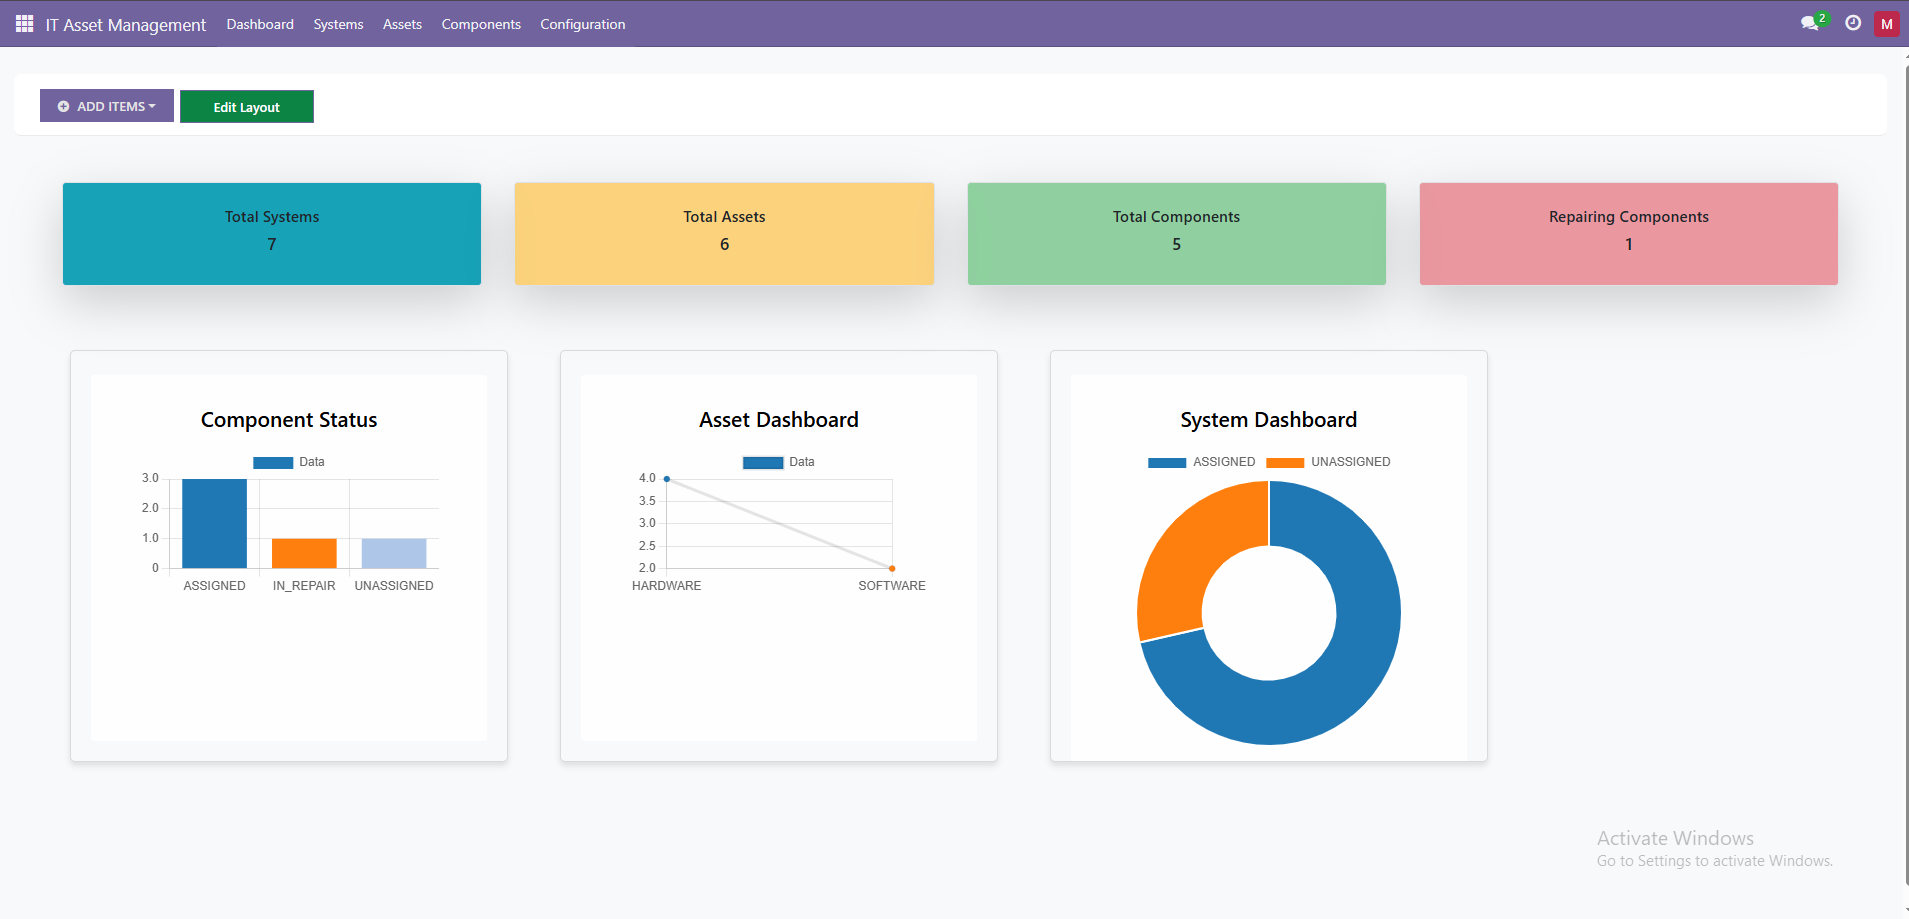 IT Asset Management Dashboard Systems Assets Components Configuration 2 M
ADD ITEMS Edit Layout
Total Systems
7
Total Assets
6
Total Components
5
Repairing Components
1
Component Status
Data
3.0
2.0
1.0
0
ASSIGNED IN_REPAIR UNASSIGNED
Asset Dashboard
Data
4.0
3.5
3.0
2.5
2.0
HARDWARE SOFTWARE
System Dashboard
ASSIGNED UNASSIGNED
Activate Windows
Go to Settings to activate Windows.